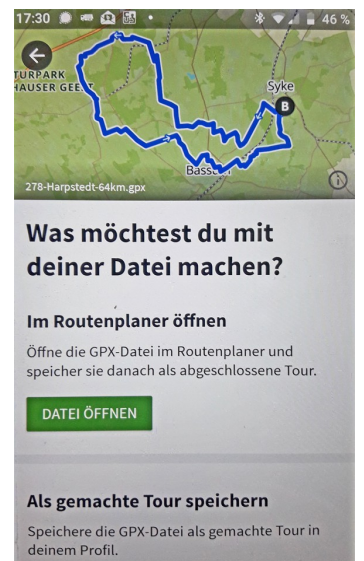 17:30
46 %
TURPARK
HAUSER GEEST
Syke
B
278-Harpstedt-64km.gpx
Was möchtest du mit
deiner Datei machen?
Im Routenplaner öffnen
Öffne die GPX-Datei im Routenplaner und
speicher sie danach als abgeschlossene Tour.
DATEI ÖFFNEN
Als gemachte Tour speichern
Speichere die GPX-Datei als gemachte Tour in
deinem Profil.